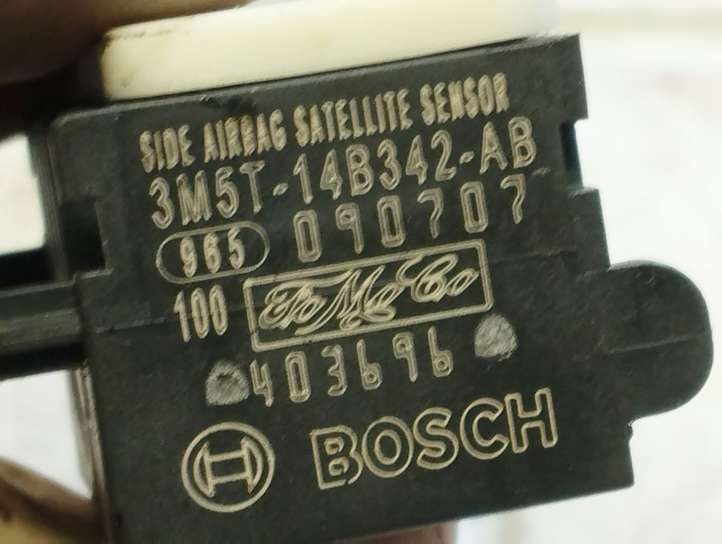 SIDE AIRBAG SATELLITE SENSOR
3M5T-14B342-AB
965 090707
100 FoMoCo
403696
BOSCH